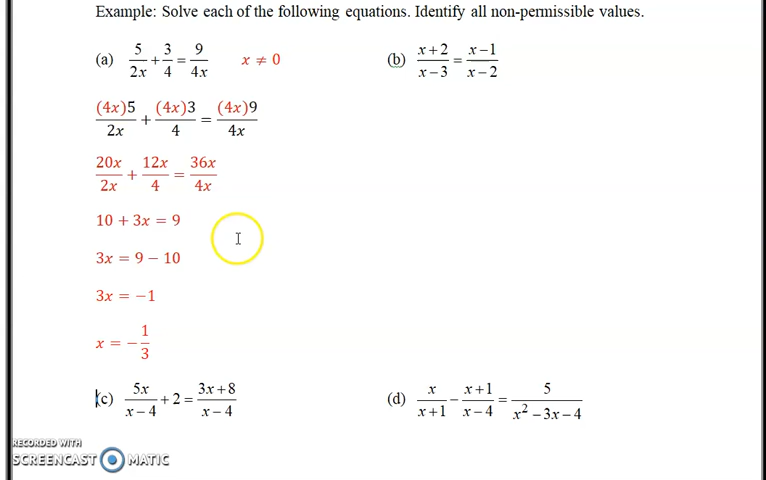 Example: Solve each of the following equations. Identify all non-permissible values.
(a) 5/2x + 3/4 = 9/4x x ≠ 0
(b) x+2/x−3 = x−1/x−2
(4x)5/2x + (4x)3/4 = (4x)9/4x
20x/2x + 12x/4 = 36x/4x
10 + 3x = 9
3x = 9 − 10
3x = −1
x = −1/3
(c) 5x/x−4 + 2 = 3x+8/x−4
(d) x/x+1 − x+1/x−4 = 5/x² −3x−4
RECORDED WITH
SCREENCAST MATIC